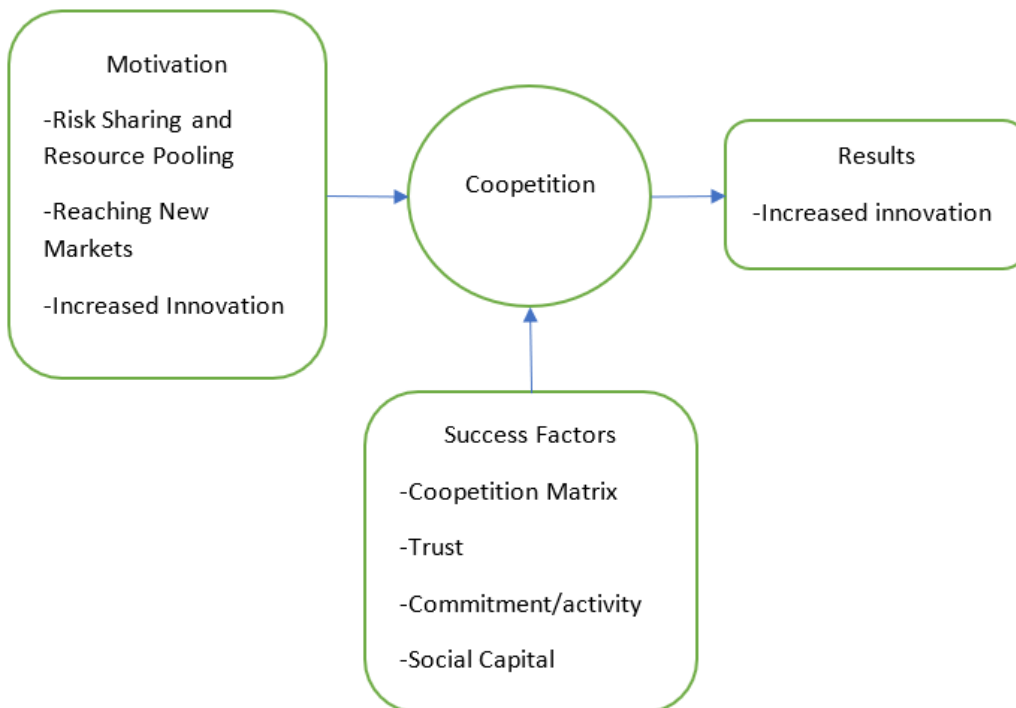 Motivation
-Risk Sharing and
Resource Pooling
-Reaching New
Markets
-Increased Innovation
Coopetition
Results
-Increased innovation
Success Factors
-Coopetition Matrix
-Trust
-Commitment/activity
-Social Capital